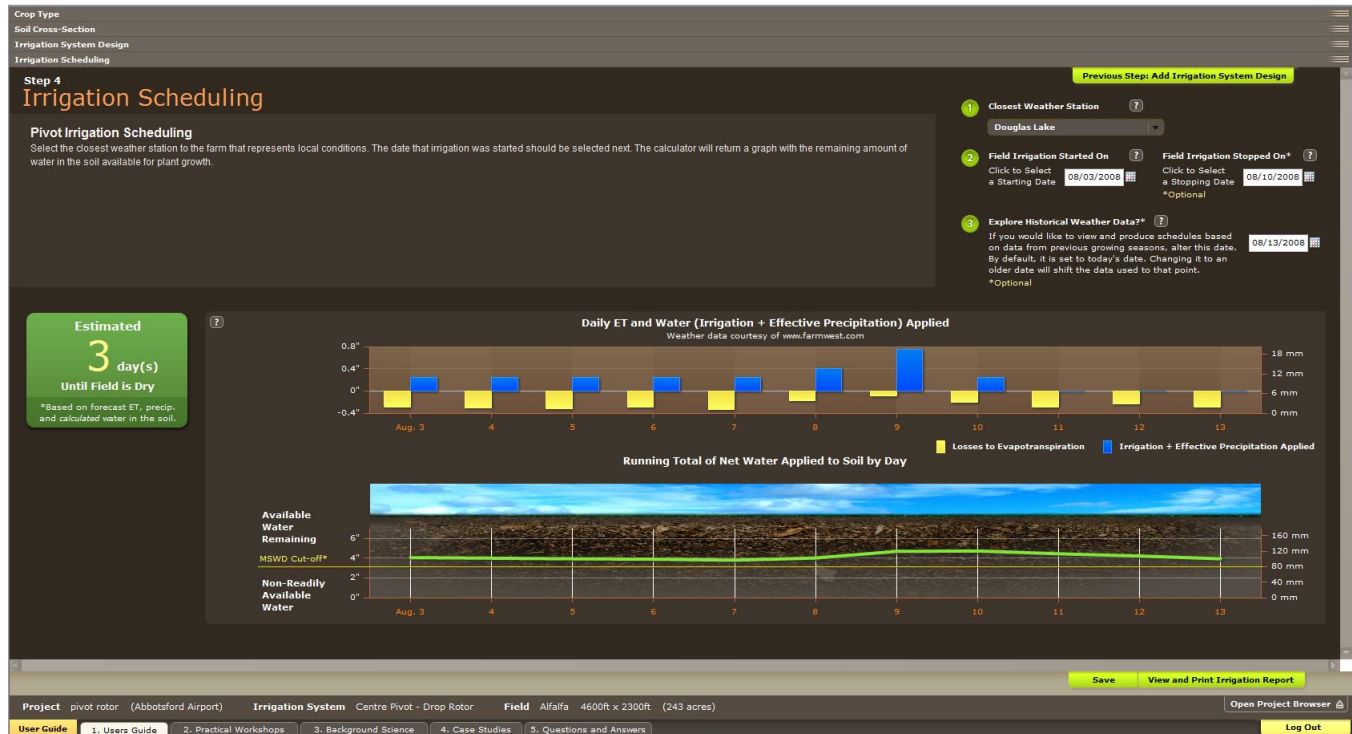 Crop Type
Soil Cross-Section
Irrigation System Design
Irrigation Scheduling
Step 4
Irrigation Scheduling
Previous Step: Add Irrigation System Design
Pivot Irrigation Scheduling
Select the closest weather station to the farm that represents local conditions. The date that irrigation was started should be selected next. The calculator will return a graph with the remaining amount of
water in the soil available for plant growth.
1 Closest Weather Station ?
Douglas Lake
2 Field Irrigation Started On ? Field Irrigation Stopped On* ?
Click to Select
a Starting Date 08/03/2008
Click to Select
a Stopping Date 08/10/2008
*Optional
3 Explore Historical Weather Data?* ?
If you would like to view and produce schedules based
on data from previous growing seasons, alter this date.
By default, it is set to today's date. Changing it to an
older date will shift the data used to that point.
*Optional
08/13/2008
Estimated
3 day(s)
Until Field is Dry
*Based on forecast ET, precip.
and calculated water in the soil.
?
Daily ET and Water (Irrigation + Effective Precipitation) Applied
Weather data courtesy of www.farmwest.com
0.8"
0.4"
0"
-0.4"
18 mm
12 mm
6 mm
0 mm
Aug. 3 4 5 6 7 8 9 10 11 12 13
Losses to Evapotranspiration Irrigation + Effective Precipitation Applied
Running Total of Net Water Applied to Soil by Day
Available
Water
Remaining
MSWD Cut-off*
Non-Readily
Available
Water
6"
4"
2"
0"
160 mm
120 mm
80 mm
40 mm
0 mm
Aug. 3 4 5 6 7 8 9 10 11 12 13
Save View and Print Irrigation Report
Project pivot rotor (Abbotsford Airport) Irrigation System Centre Pivot - Drop Rotor Field Alfalfa 4600ft x 2300ft (243 acres) Open Project Browser
User Guide 1. Users Guide 2. Practical Workshops 3. Background Science 4. Case Studies 5. Questions and Answers Log Out